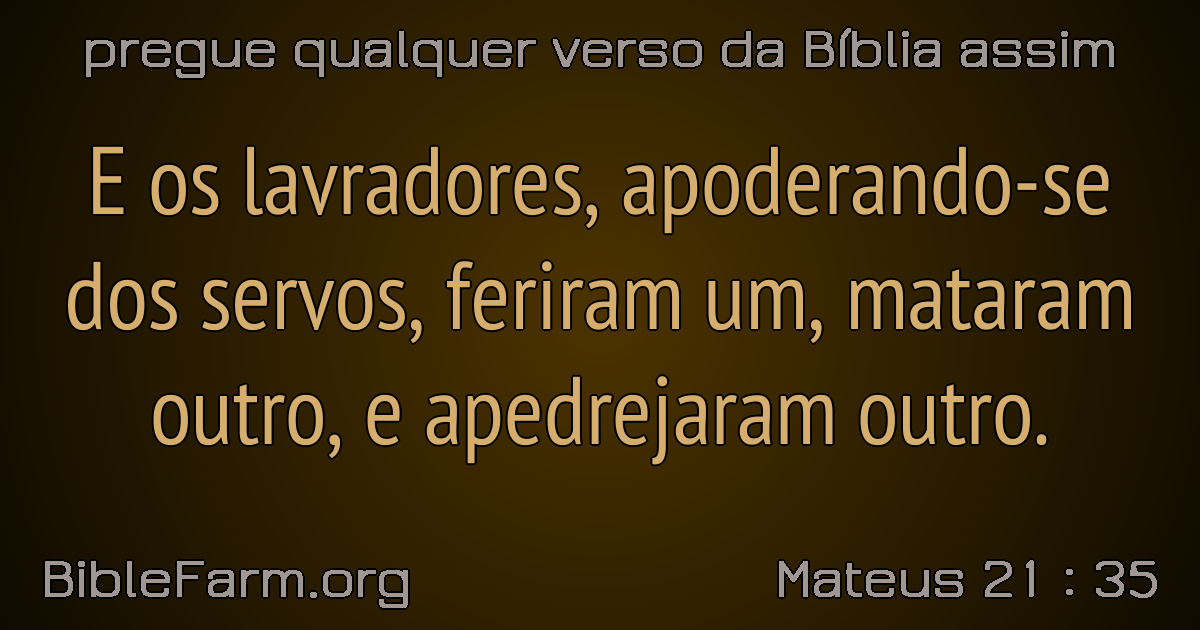 pregue qualquer verso da Bíblia assim
E os lavradores, apoderando-se
dos servos, feriram um, mataram
outro, e apedrejaram outro.
BibleFarm.org
Mateus 21 : 35